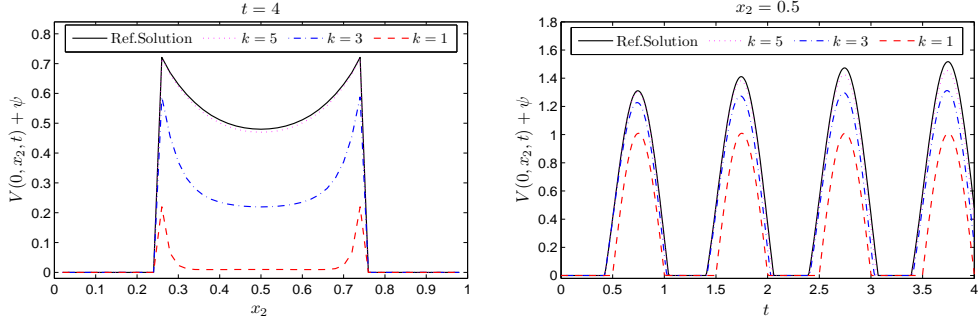 t = 4
Ref.Solution k = 5 k = 3 k = 1
V(0, x₂, t) + ψ
0.8
0.7
0.6
0.5
0.4
0.3
0.2
0.1
0
0 0.1 0.2 0.3 0.4 0.5 0.6 0.7 0.8 0.9 1
x₂
x₂ = 0.5
Ref.Solution k = 5 k = 3 k = 1
V(0, x₂, t) + ψ
1.8
1.6
1.4
1.2
1
0.8
0.6
0.4
0.2
0
0 0.5 1 1.5 2 2.5 3 3.5 4
t